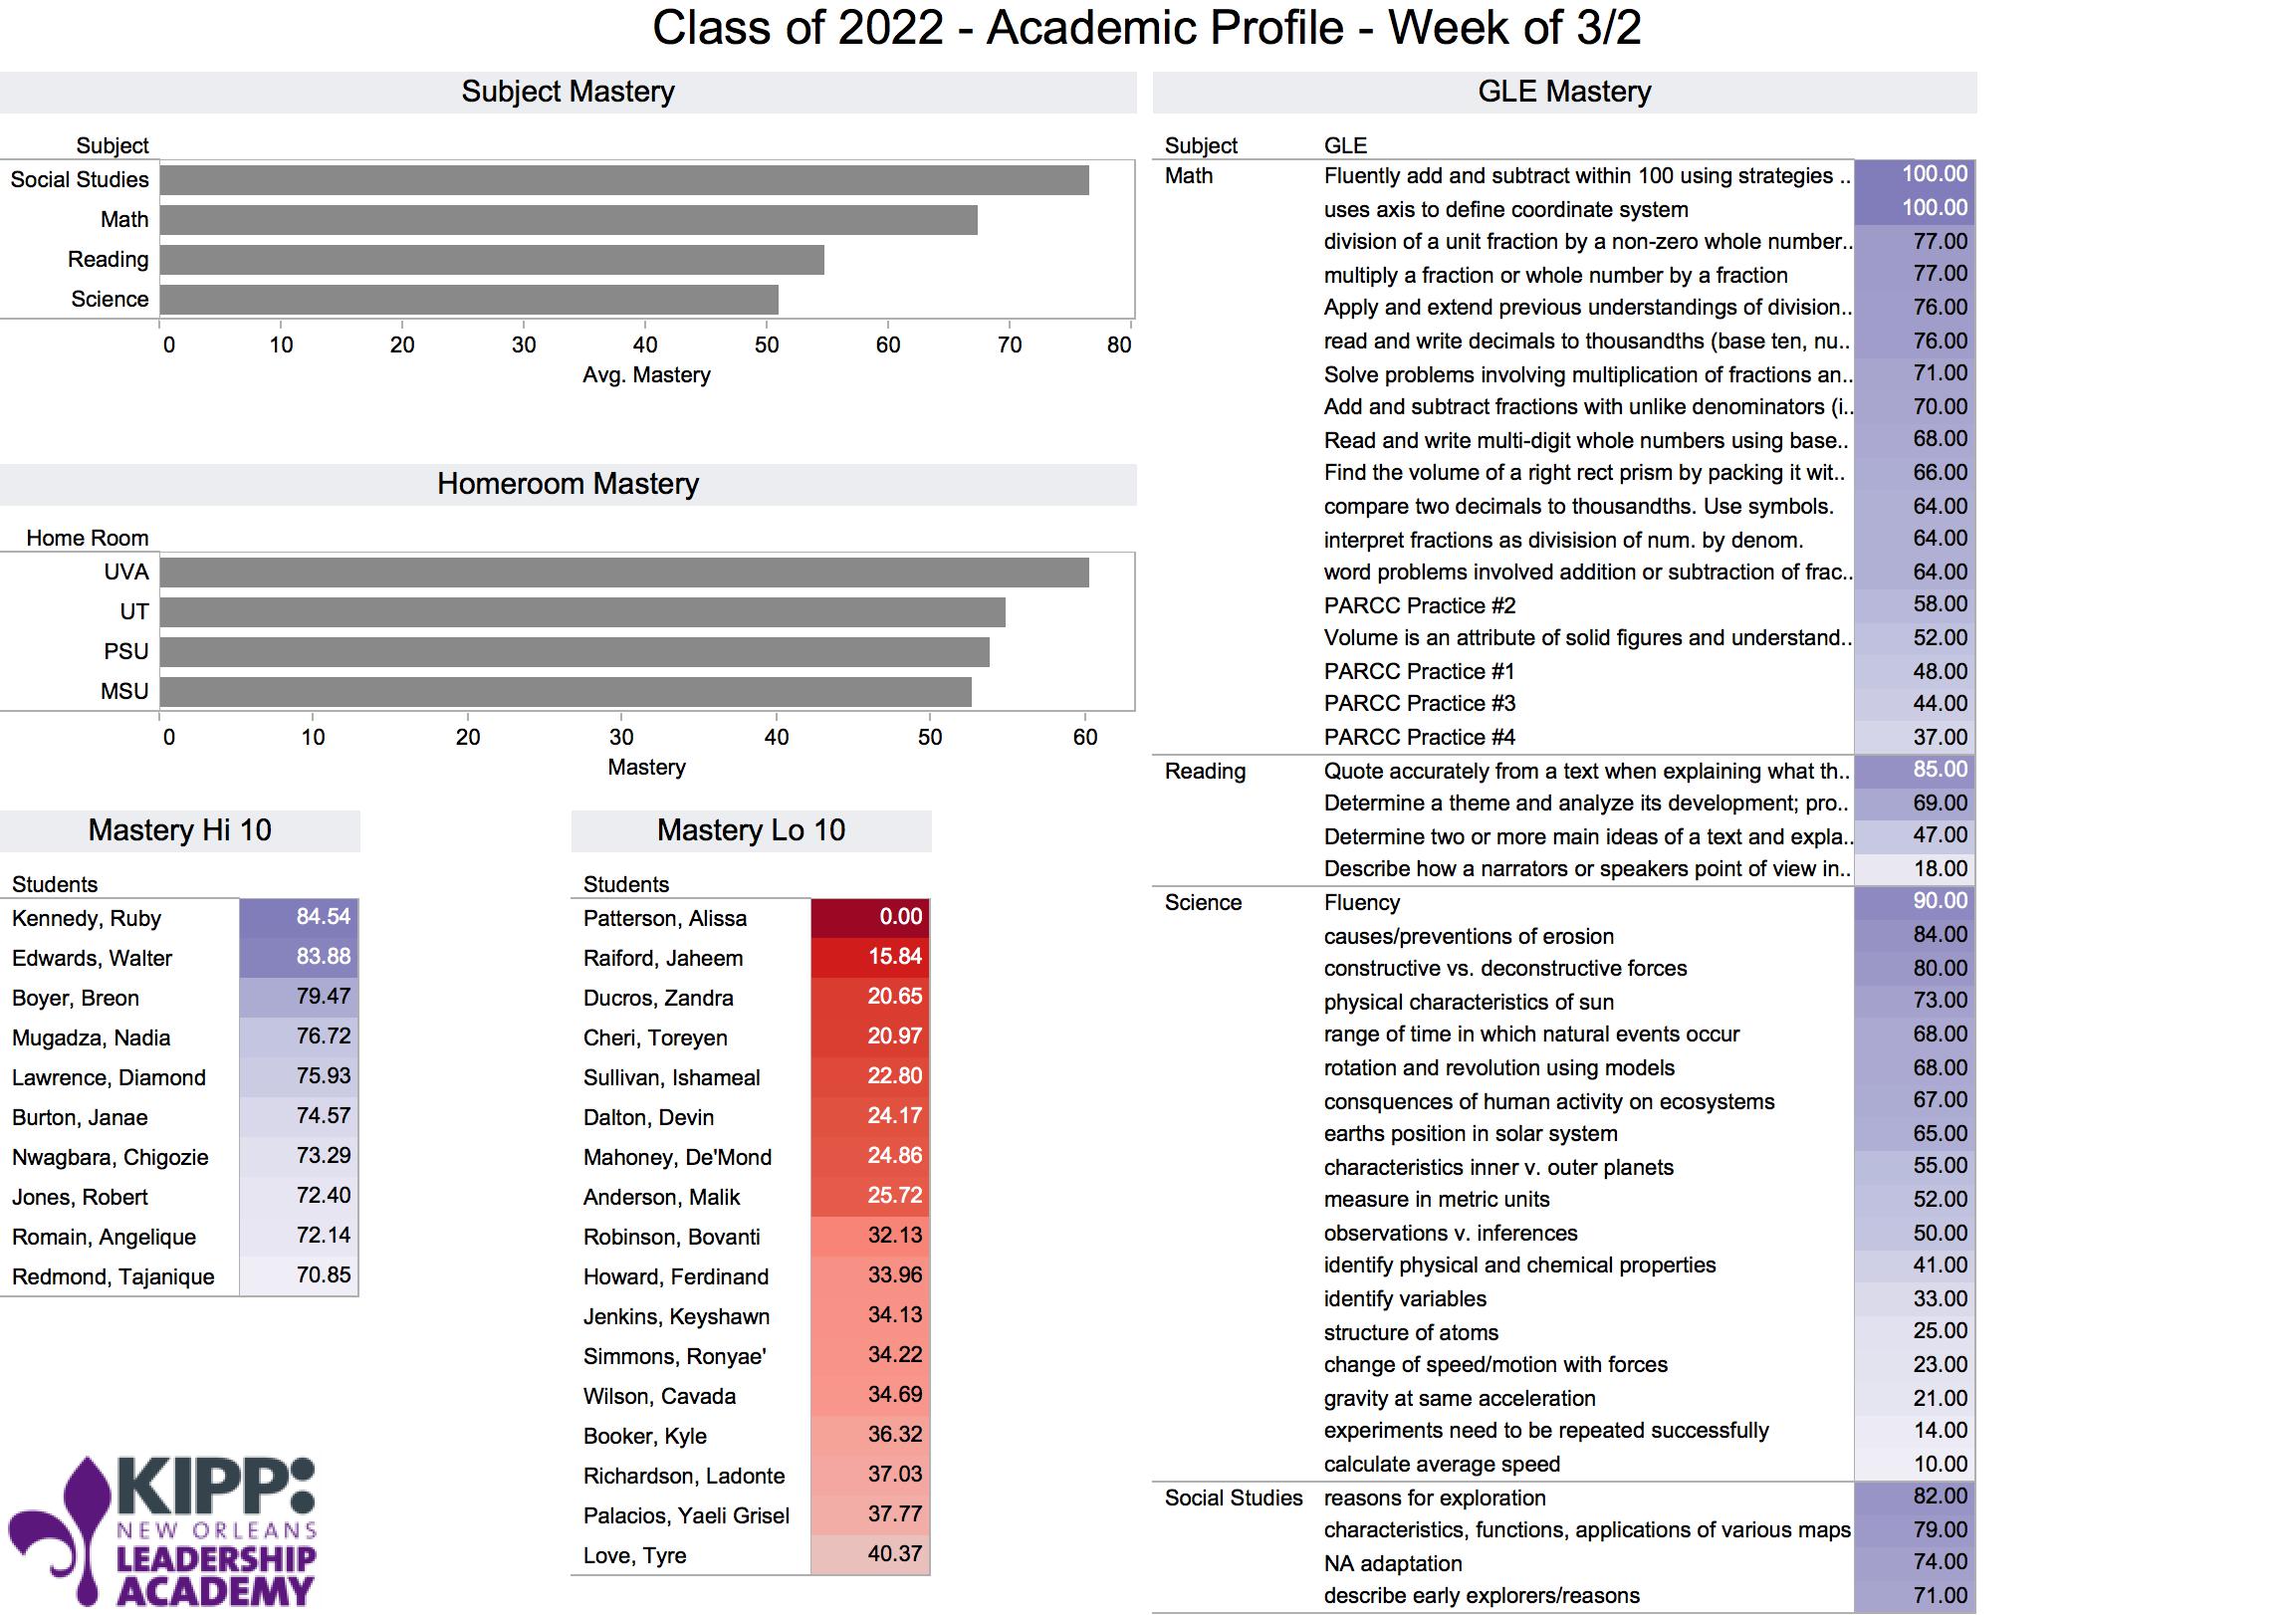 Class of 2022 - Academic Profile - Week of 3/2
Subject Mastery
Subject
Social Studies
Math
Reading
Science
0 10 20 30 40 50 60 70 80
Avg. Mastery
Homeroom Mastery
Home Room
UVA
UT
PSU
MSU
0 10 20 30 40 50 60
Mastery
Mastery Hi 10
Students
Kennedy, Ruby 84.54
Edwards, Walter 83.88
Boyer, Breon 79.47
Mugadza, Nadia 76.72
Lawrence, Diamond 75.93
Burton, Janae 74.57
Nwagbara, Chigozie 73.29
Jones, Robert 72.40
Romain, Angelique 72.14
Redmond, Tajanique 70.85
Mastery Lo 10
Students
Patterson, Alissa 0.00
Raiford, Jaheem 15.84
Ducros, Zandra 20.65
Cheri, Toreyen 20.97
Sullivan, Ishameal 22.80
Dalton, Devin 24.17
Mahoney, De'Mond 24.86
Anderson, Malik 25.72
Robinson, Bovanti 32.13
Howard, Ferdinand 33.96
Jenkins, Keyshawn 34.13
Simmons, Ronyae' 34.22
Wilson, Cavada 34.69
Booker, Kyle 36.32
Richardson, Ladonte 37.03
Palacios, Yaeli Grisel 37.77
Love, Tyre 40.37
KIPP:
NEW ORLEANS
LEADERSHIP
ACADEMY
GLE Mastery
Subject GLE
Math Fluently add and subtract within 100 using strategies .. 100.00
uses axis to define coordinate system 100.00
division of a unit fraction by a non-zero whole number.. 77.00
multiply a fraction or whole number by a fraction 77.00
Apply and extend previous understandings of division.. 76.00
read and write decimals to thousandths (base ten, nu.. 76.00
Solve problems involving multiplication of fractions an.. 71.00
Add and subtract fractions with unlike denominators (i.. 70.00
Read and write multi-digit whole numbers using base.. 68.00
Find the volume of a right rect prism by packing it wit.. 66.00
compare two decimals to thousandths. Use symbols. 64.00
interpret fractions as divisision of num. by denom. 64.00
word problems involved addition or subtraction of frac.. 64.00
PARCC Practice #2 58.00
Volume is an attribute of solid figures and understand.. 52.00
PARCC Practice #1 48.00
PARCC Practice #3 44.00
PARCC Practice #4 37.00
Reading Quote accurately from a text when explaining what th.. 85.00
Determine a theme and analyze its development; pro.. 69.00
Determine two or more main ideas of a text and expla.. 47.00
Describe how a narrators or speakers point of view in.. 18.00
Science Fluency 90.00
causes/preventions of erosion 84.00
constructive vs. deconstructive forces 80.00
physical characteristics of sun 73.00
range of time in which natural events occur 68.00
rotation and revolution using models 68.00
consquences of human activity on ecosystems 67.00
earths position in solar system 65.00
characteristics inner v. outer planets 55.00
measure in metric units 52.00
observations v. inferences 50.00
identify physical and chemical properties 41.00
identify variables 33.00
structure of atoms 25.00
change of speed/motion with forces 23.00
gravity at same acceleration 21.00
experiments need to be repeated successfully 14.00
calculate average speed 10.00
Social Studies reasons for exploration 82.00
characteristics, functions, applications of various maps 79.00
NA adaptation 74.00
describe early explorers/reasons 71.00